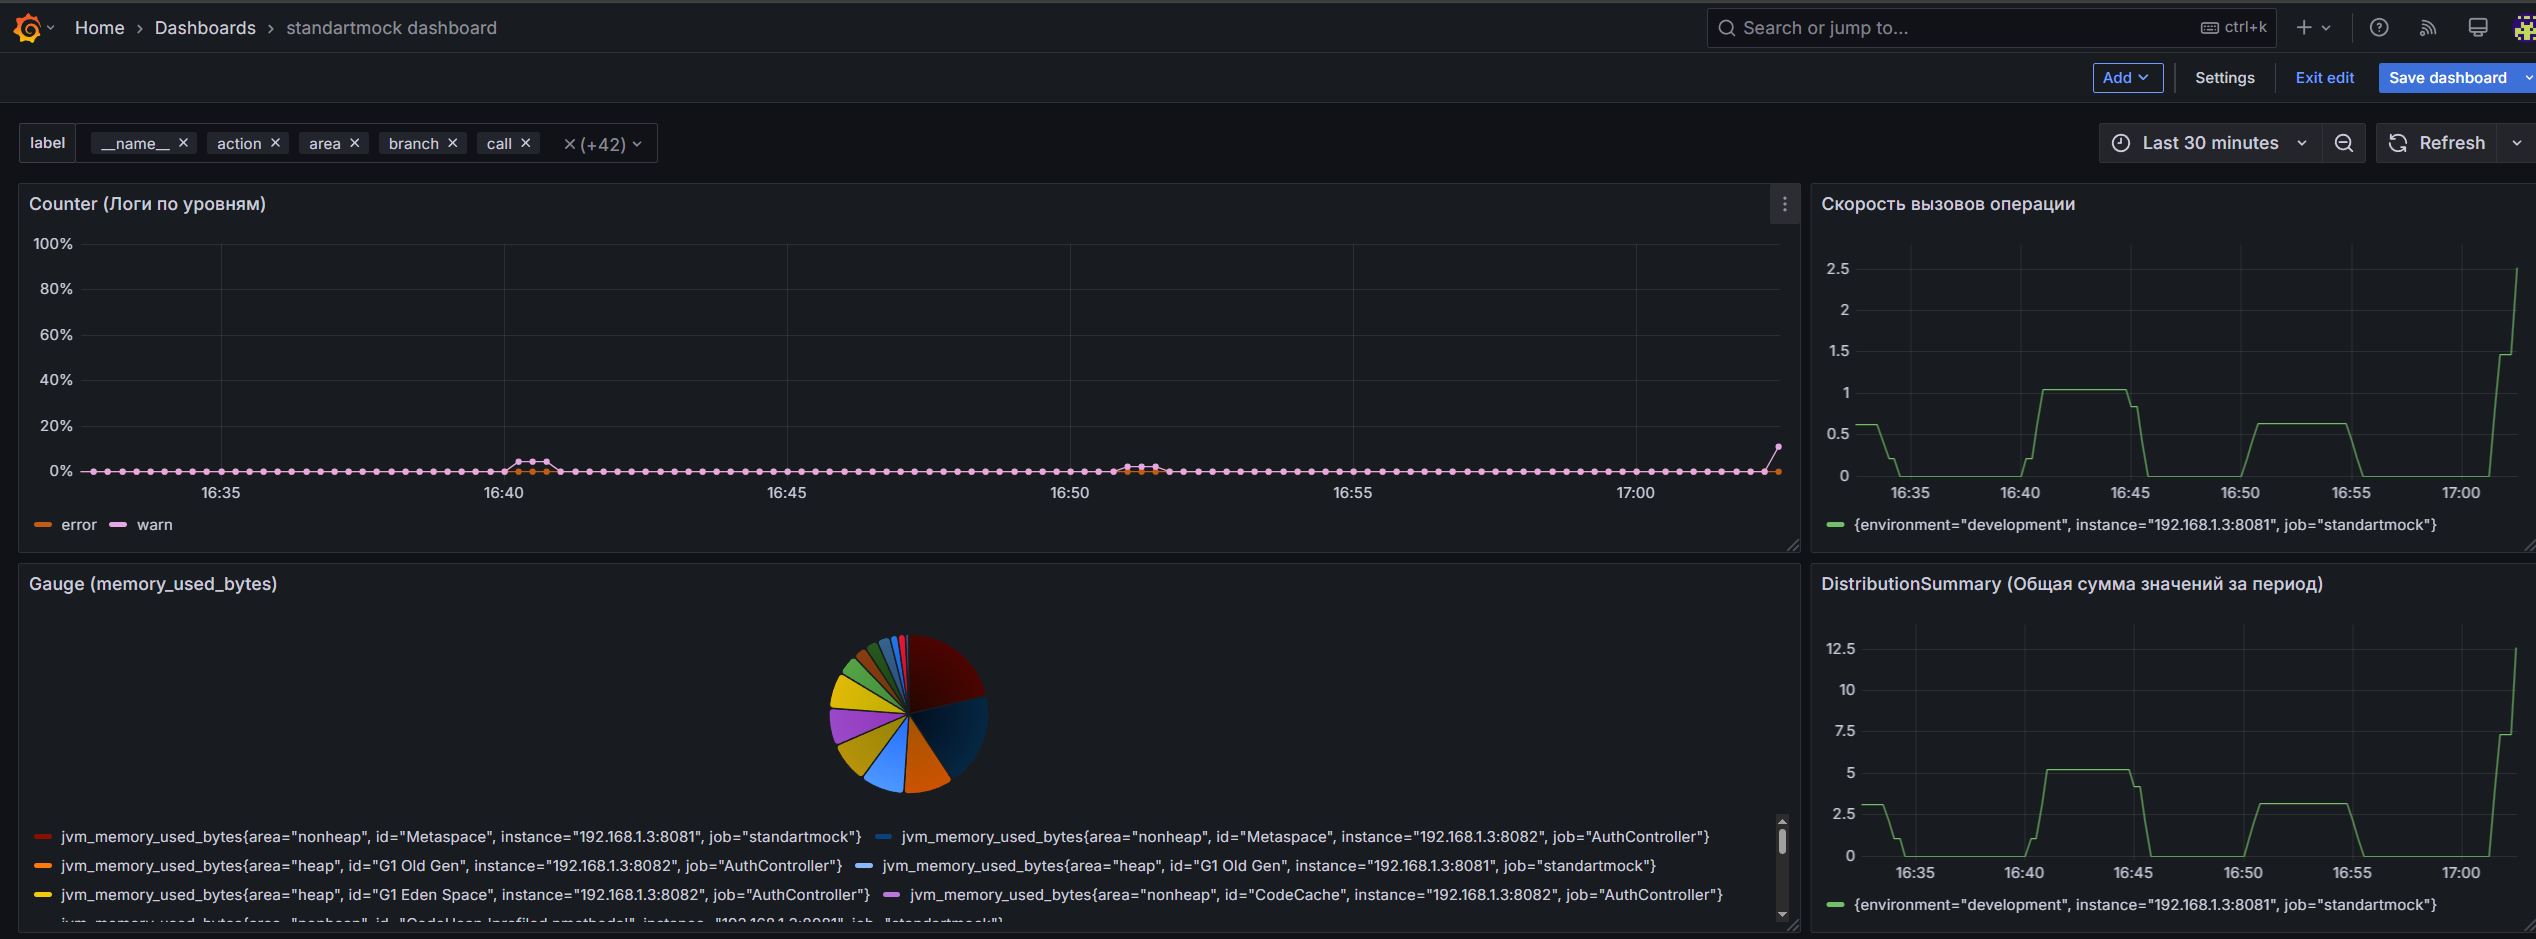 Home › Dashboards › standartmock dashboard
Search or jump to... ctrl+k
Add Settings Exit edit Save dashboard
label __name__ action area branch call (+42) Last 30 minutes Refresh
Counter (Логи по уровням)
100%
80%
60%
40%
20%
0%
16:35 16:40 16:45 16:50 16:55 17:00
error warn
Скорость вызовов операции
2.5
2
1.5
1
0.5
0
16:35 16:40 16:45 16:50 16:55 17:00
{environment="development", instance="192.168.1.3:8081", job="standartmock"}
Gauge (memory_used_bytes)
jvm_memory_used_bytes{area="nonheap", id="Metaspace", instance="192.168.1.3:8081", job="standartmock"} jvm_memory_used_bytes{area="nonheap", id="Metaspace", instance="192.168.1.3:8082", job="AuthController"}
jvm_memory_used_bytes{area="heap", id="G1 Old Gen", instance="192.168.1.3:8082", job="AuthController"} jvm_memory_used_bytes{area="heap", id="G1 Old Gen", instance="192.168.1.3:8081", job="standartmock"}
jvm_memory_used_bytes{area="heap", id="G1 Eden Space", instance="192.168.1.3:8082", job="AuthController"} jvm_memory_used_bytes{area="nonheap", id="CodeCache", instance="192.168.1.3:8082", job="AuthController"}
DistributionSummary (Общая сумма значений за период)
12.5
10
7.5
5
2.5
0
16:35 16:40 16:45 16:50 16:55 17:00
{environment="development", instance="192.168.1.3:8081", job="standartmock"}